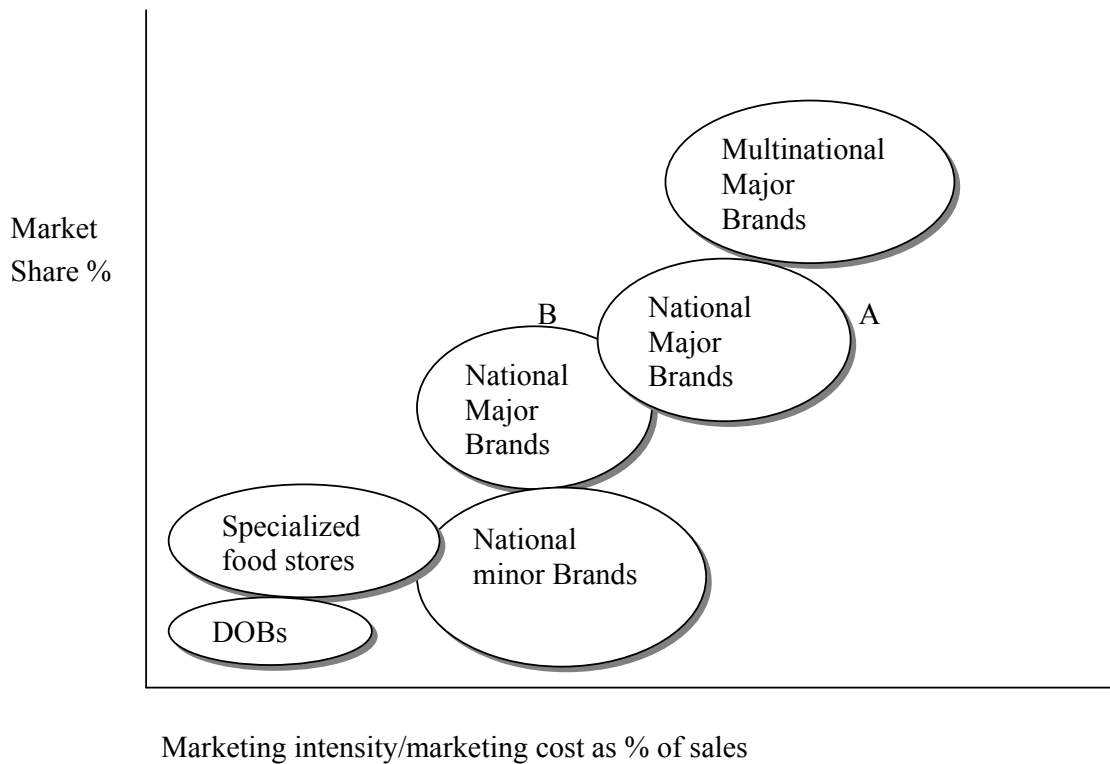 Multinational
Major
Brands
Market
Share %
B
National
Major
Brands
A
National
Major
Brands
Specialized
food stores
National
minor Brands
DOBs
Marketing intensity/marketing cost as % of sales